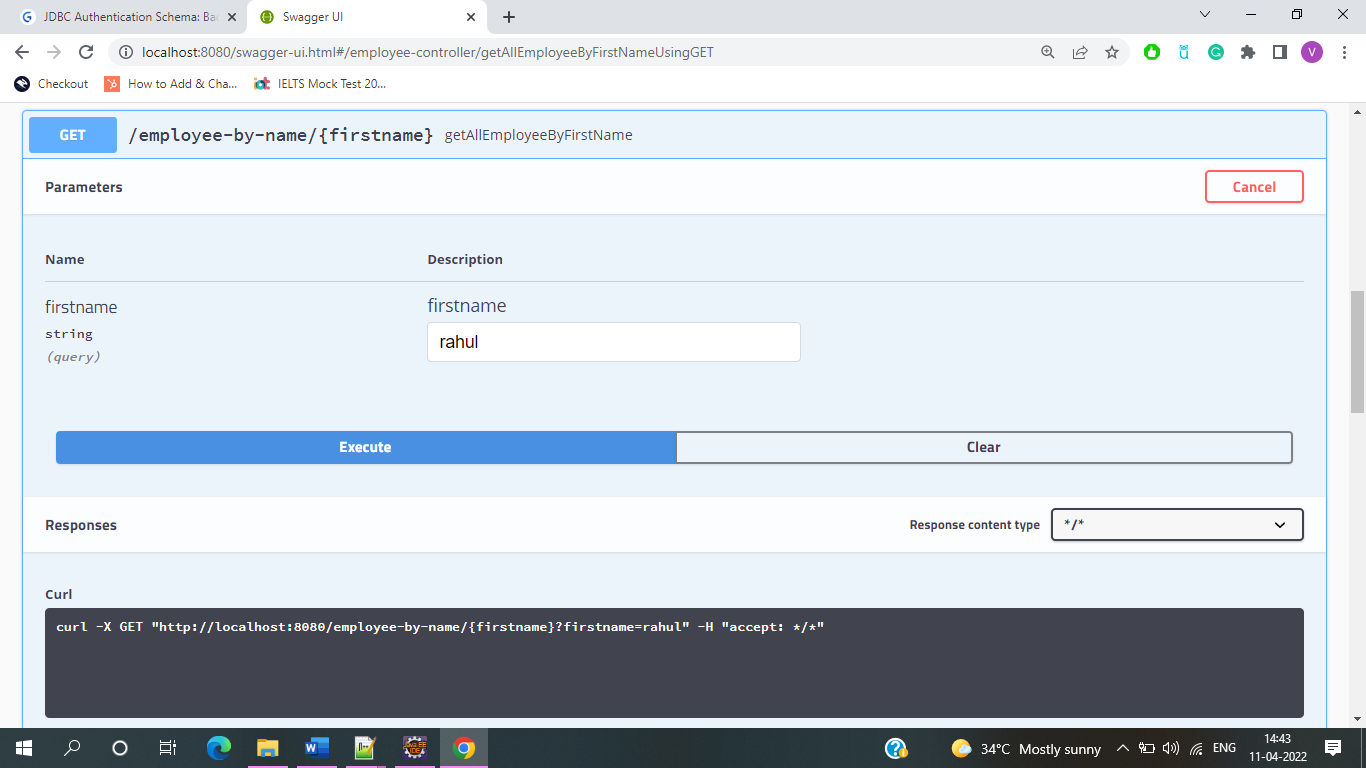 JDBC Authentication Schema: Ba
Swagger UI
localhost:8080/swagger-ui.html#/employee-controller/getAllEmployeeByFirstNameUsingGET
V
Checkout
How to Add & Cha...
IELTS Mock Test 20...
GET /employee-by-name/{firstname} getAllEmployeeByFirstName
Parameters
Cancel
Name Description
firstname
string
(query)
firstname
rahul
Execute
Clear
Responses
Response content type
*/*
Curl
curl -X GET "http://localhost:8080/employee-by-name/{firstname}?firstname=rahul" -H "accept: */*"
34°C Mostly sunny
ENG
14:43
11-04-2022